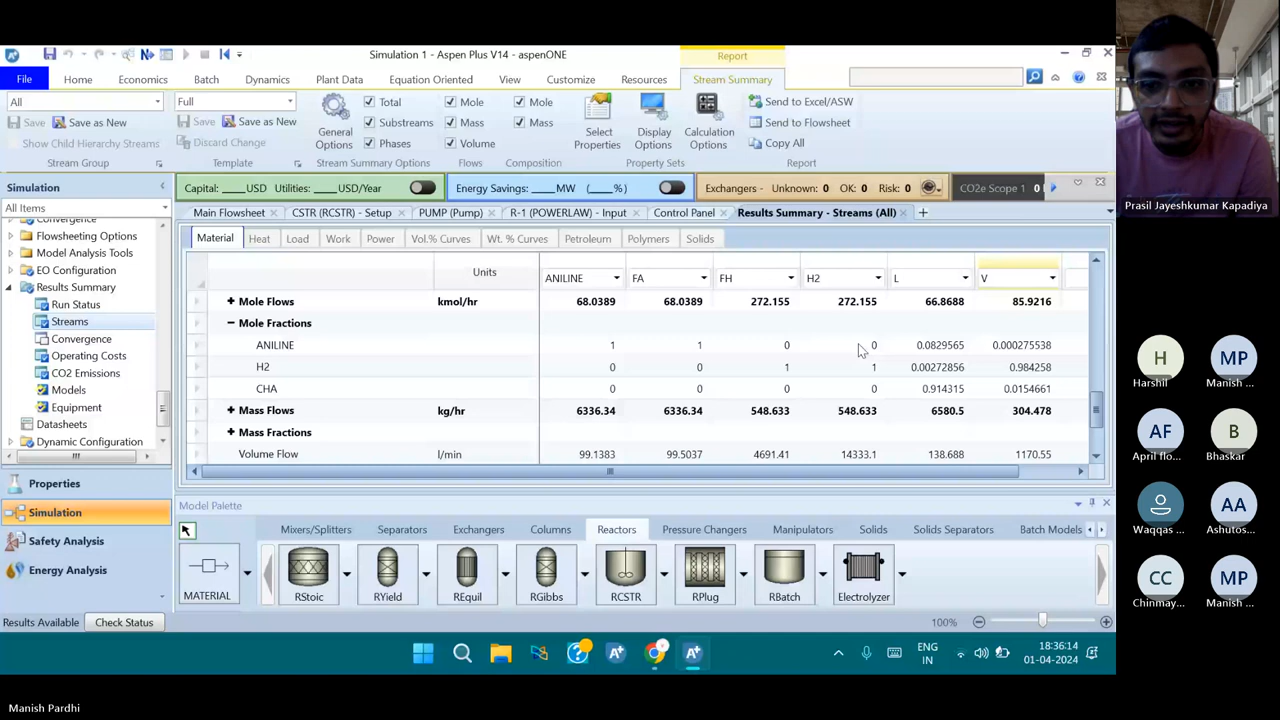 Simulation 1 - Aspen Plus V14 - aspenONE
Report
File Home Economics Batch Dynamics Plant Data Equation Oriented View Customize Resources Stream Summary
All
Full
Save Save as New
Show Child Hierarchy Streams
Stream Group
Save Save as New
Discard Change
Template
General Options
Total
Substreams
Phases
Stream Summary Options
Mole
Mass
Volume
Flows
Mole
Mass
Composition
Select Properties
Display Options
Calculation Options
Property Sets
Send to Excel/ASW
Send to Flowsheet
Copy All
Report
Prasil Jayeshkumar Kapadiya
Simulation
Capital: ____USD Utilities: ____USD/Year
Energy Savings: ____MW (____%)
Exchangers - Unknown: 0 OK: 0 Risk: 0
CO2e Scope 1 0
All Items
Convergence
Flowsheeting Options
Model Analysis Tools
EO Configuration
Results Summary
Run Status
Streams
Convergence
Operating Costs
CO2 Emissions
Models
Equipment
Datasheets
Dynamic Configuration
Properties
Simulation
Safety Analysis
Energy Analysis
Main Flowsheet CSTR (RCSTR) - Setup PUMP (Pump) R-1 (POWERLAW) - Input Control Panel Results Summary - Streams (All)
Material Heat Load Work Power Vol.% Curves Wt. % Curves Petroleum Polymers Solids
Units ANILINE FA FH H2 L V
Mole Flows kmol/hr 68.0389 68.0389 272.155 272.155 66.8688 85.9216
Mole Fractions
ANILINE 1 1 0 0 0.0829565 0.000275538
H2 0 0 1 1 0.00272856 0.984258
CHA 0 0 0 0 0.914315 0.0154661
Mass Flows kg/hr 6336.34 6336.34 548.633 548.633 6580.5 304.478
Mass Fractions
Volume Flow l/min 99.1383 99.5037 4691.41 14333.1 138.688 1170.55
Model Palette
Mixers/Splitters Separators Exchangers Columns Reactors Pressure Changers Manipulators Solids Solids Separators Batch Models
MATERIAL RStoic RYield REquil RGibbs RCSTR RPlug RBatch Electrolyzer
Results Available Check Status
100%
ENG
IN
18:36:14
01-04-2024
H
Harshil
MP
Manish ...
AF
April flo...
B
Bhaskar
Waqqas ...
AA
Ashutos...
CC
Chinmay...
MP
Manish ...
Manish Pardhi